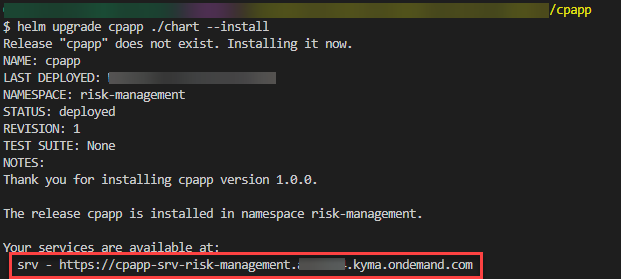 /cpapp
$ helm upgrade cpapp ./chart --install
Release "cpapp" does not exist. Installing it now.
NAME: cpapp
LAST DEPLOYED:
NAMESPACE: risk-management
STATUS: deployed
REVISION: 1
TEST SUITE: None
NOTES:
Thank you for installing cpapp version 1.0.0.
The release cpapp is installed in namespace risk-management.
Your services are available at:
srv - https://cpapp-srv-risk-management. .kyma.ondemand.com